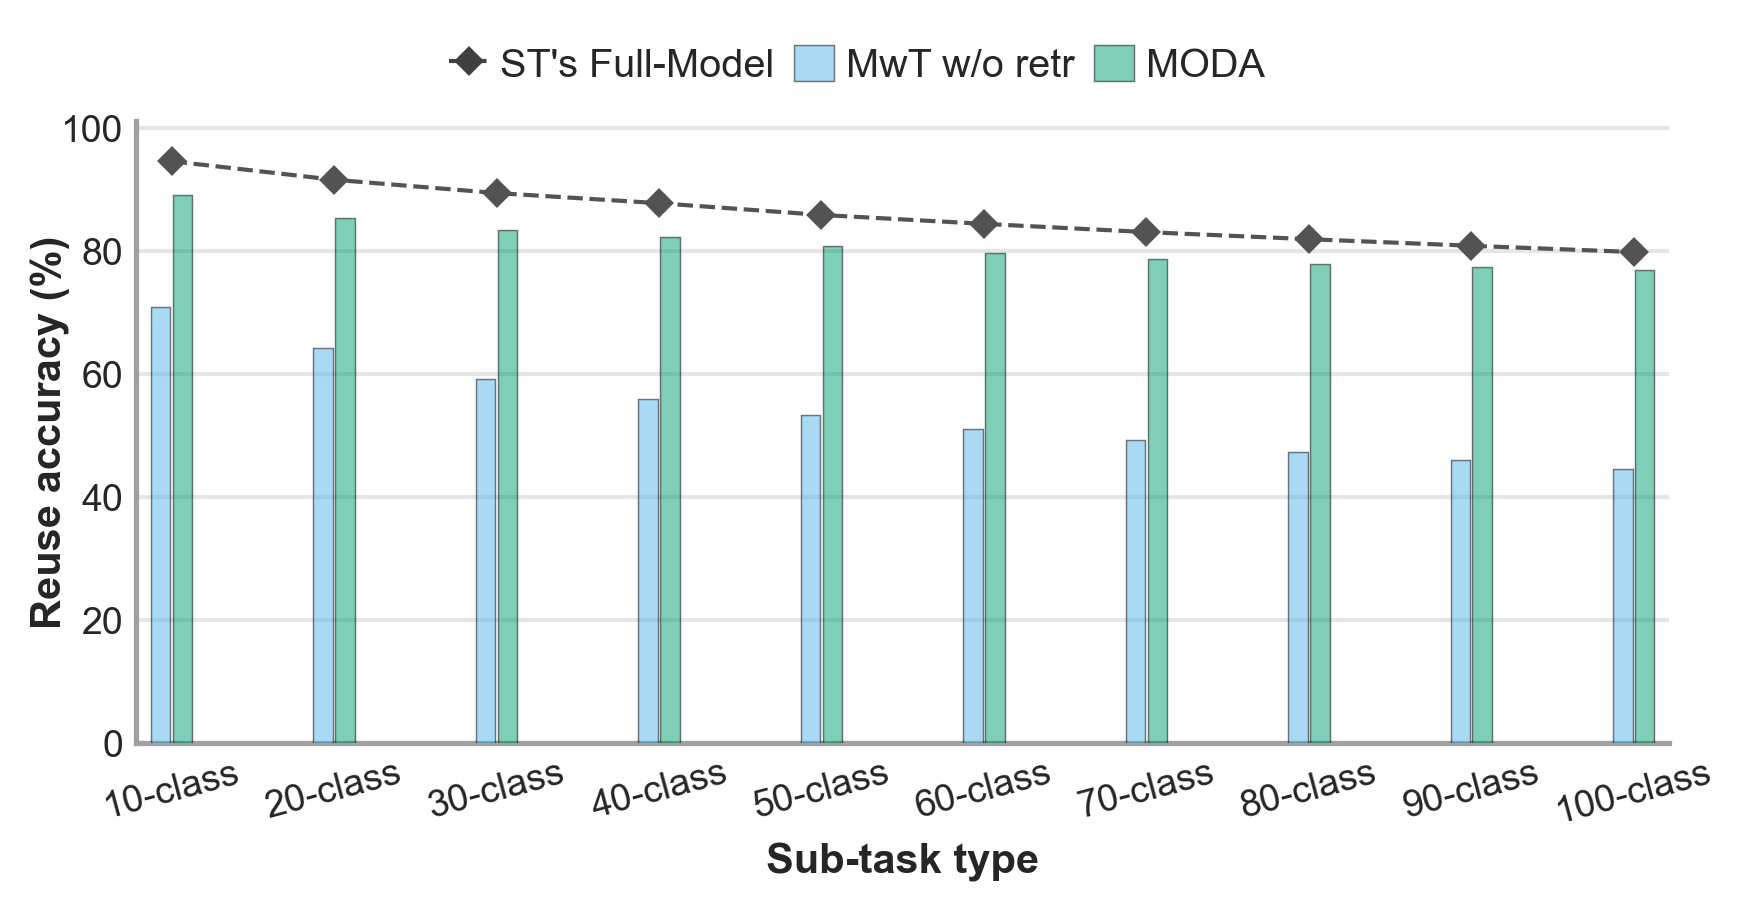 ST's Full-Model MwT w/o retr MODA
100
80
60
40
20
0
Reuse accuracy (%)
10-class 20-class 30-class 40-class 50-class 60-class 70-class 80-class 90-class 100-class
Sub-task type